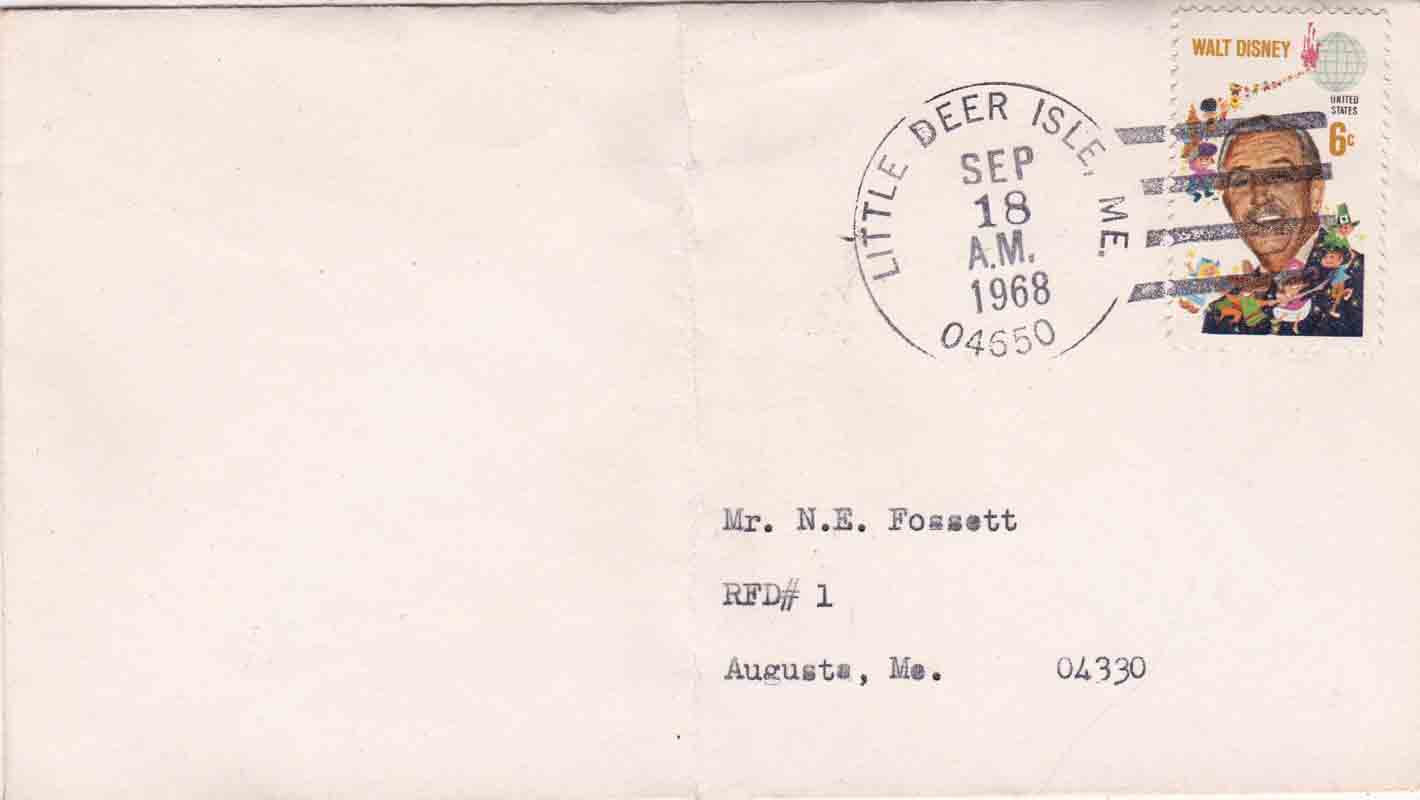 WALT DISNEY
UNITED
STATES
6c
LITTLE DEER ISLE, ME.
SEP
18
A.M.
1968
04650
Mr. N.E. Fossett
RFD# 1
Augusta, Me. 04330